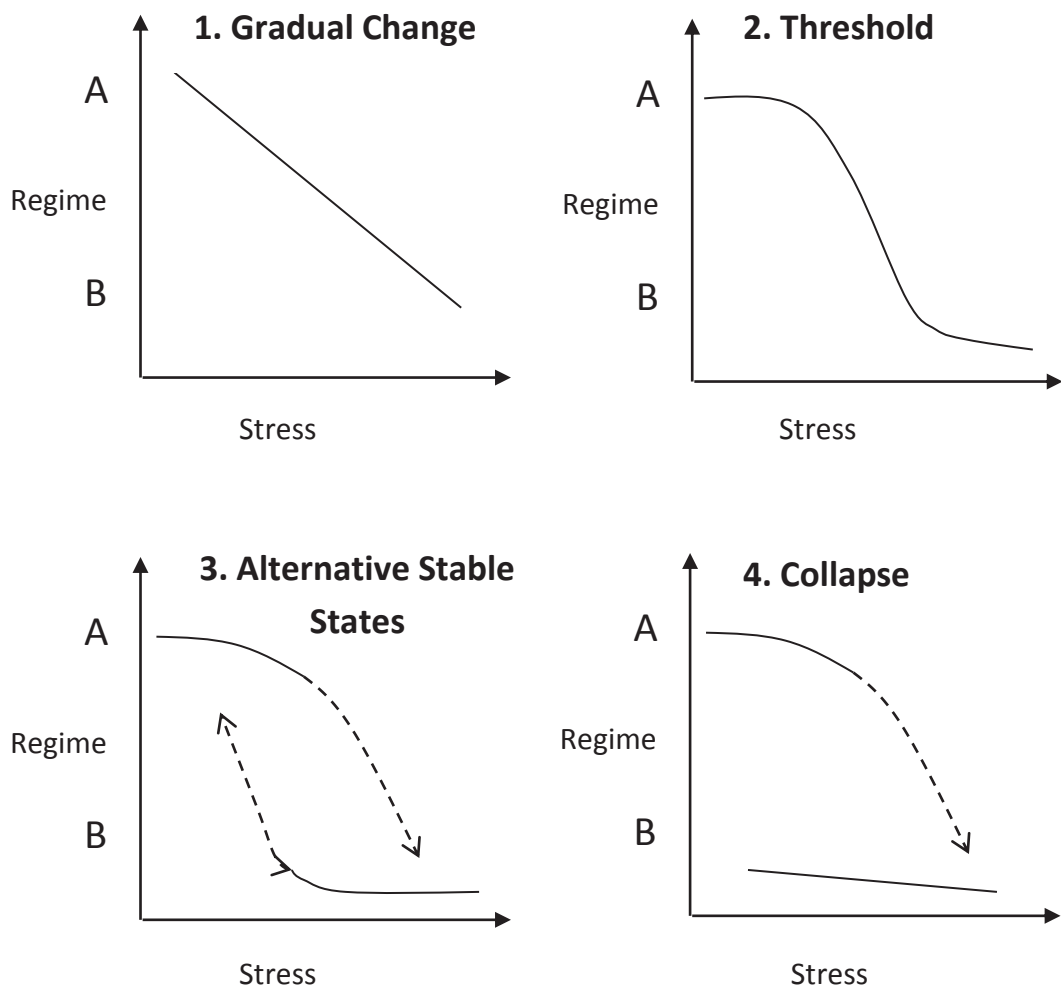 1. Gradual Change
A
Regime
B
Stress
2. Threshold
A
Regime
B
Stress
3. Alternative Stable
States
A
Regime
B
Stress
4. Collapse
A
Regime
B
Stress